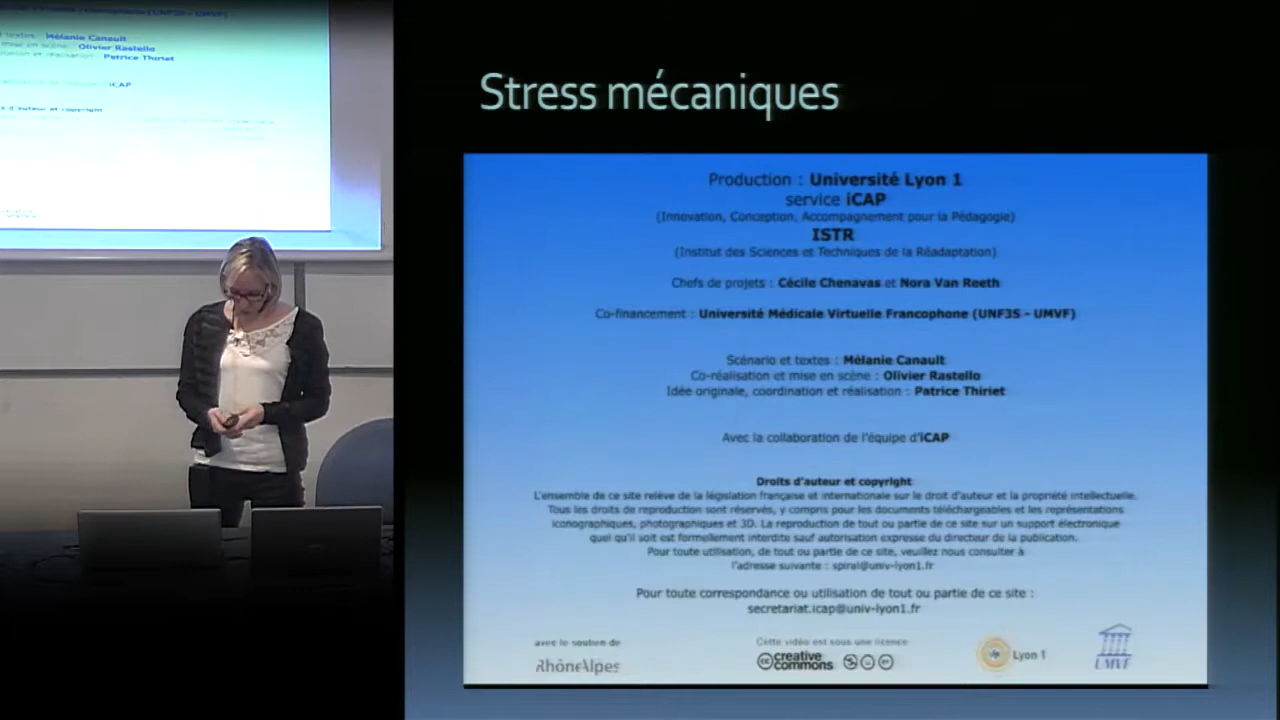 Stress mécaniques
Production : Université Lyon 1
service iCAP
(Innovation, Conception, Accompagnement pour la Pédagogie)
ISTR
(Institut des Sciences et Techniques de la Réadaptation)
Chefs de projets : Cécile Chenavas et Nora Van Reeth
Co-financement : Université Médicale Virtuelle Francophone (UNF3S - UMVF)
Scénario et textes : Mélanie Canault
Co-réalisation et mise en scène : Olivier Rastello
Idée originale, coordination et réalisation : Patrice Thiriet
Avec la collaboration de l'équipe d'iCAP
Droits d'auteur et copyright
L'ensemble de ce site relève de la législation française et internationale sur le droit d'auteur et la propriété intellectuelle.
Tous les droits de reproduction sont réservés, y compris pour les documents téléchargeables et les représentations
iconographiques, photographiques et 3D. La reproduction de tout ou partie de ce site sur un support électronique
quel qu'il soit est formellement interdite sauf autorisation expresse du directeur de la publication.
Pour toute utilisation, de tout ou partie de ce site, veuillez nous consulter à
l'adresse suivante : spiral@univ-lyon1.fr
Pour toute correspondance ou utilisation de tout ou partie de ce site :
secretariat.icap@univ-lyon1.fr
avec le soutien de
RhôneAlpes
Cette vidéo est sous une licence
cc creative commons
Lyon 1
UMVF
textes : Mélanie Canault
mise en scène : Olivier Rastello
et réalisation : Patrice Thiriet
iCAP
d'auteur et copyright